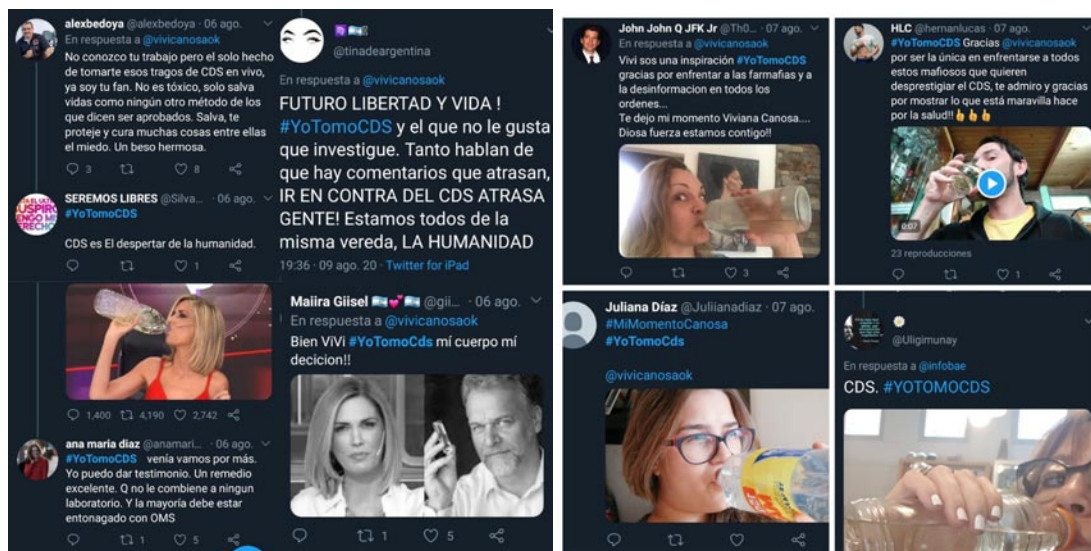 alexbedoya @alexbedoya · 06 ago.
En respuesta a @vivicanosaok
No conozco tu trabajo pero el solo hecho
de tomarte esos tragos de CDS en vivo,
ya soy tu fan. No es tóxico, solo salva
vidas como ningún otro método de los
que dicen ser aprobados. Salva, te
proteje y cura muchas cosas entre ellas
el miedo. Un beso hermosa.
3 8
SEREMOS LIBRES @Silva... · 06 ago.
#YoTomoCDS
CDS es El despertar de la humanidad.
1
1,400 4,190 2,742
ana maria diaz @anamari... · 06 ago.
#YoTomoCDS venía vamos por más.
Yo puedo dar testimonio. Un remedio
excelente. Q no le combiene a ningun
laboratorio. Y la mayoría debe estar
entonagado con OMS
1 5
@tinadeargentina
En respuesta a @vivicanosaok
FUTURO LIBERTAD Y VIDA !
#YoTomoCDS y el que no le gusta
que investigue. Tanto hablan de
que hay comentarios que atrasan,
IR EN CONTRA DEL CDS ATRASA
GENTE! Estamos todos de la
misma vereda, LA HUMANIDAD
19:36 · 09 ago. 20 · Twitter for iPad
Maiira Giisel @gii... · 06 ago.
En respuesta a @vivicanosaok
Bien ViVi #YoTomoCds mí cuerpo mí
decicion!!
1 5
John John Q JFK Jr @Th0... · 07 ago.
En respuesta a @vivicanosaok
Vivi sos una inspiración #YoTomoCDS
gracias por enfrentar a las farmafias y a
la desinformacion en todos los
ordenes...
Te dejo mi momento Viviana Canosa....
Diosa fuerza estamos contigo!!
3
HLC @hernanlucas · 07 ago.
#YoTomoCDS Gracias @vivicanosaok
por ser la única en enfrentarse a todos
estos mafiosos que quieren
desprestigiar el CDS, te admiro y gracias
por mostrar lo que está maravilla hace
por la salud!!
0:07
23 reproducciones
1
Juliana Díaz @Juliianadiaz · 07 ago.
#MiMomentoCanosa
#YoTomoCds
@vivicanosaok
@Uligimunay
En respuesta a @infobae
CDS. #YOTOMOCDS